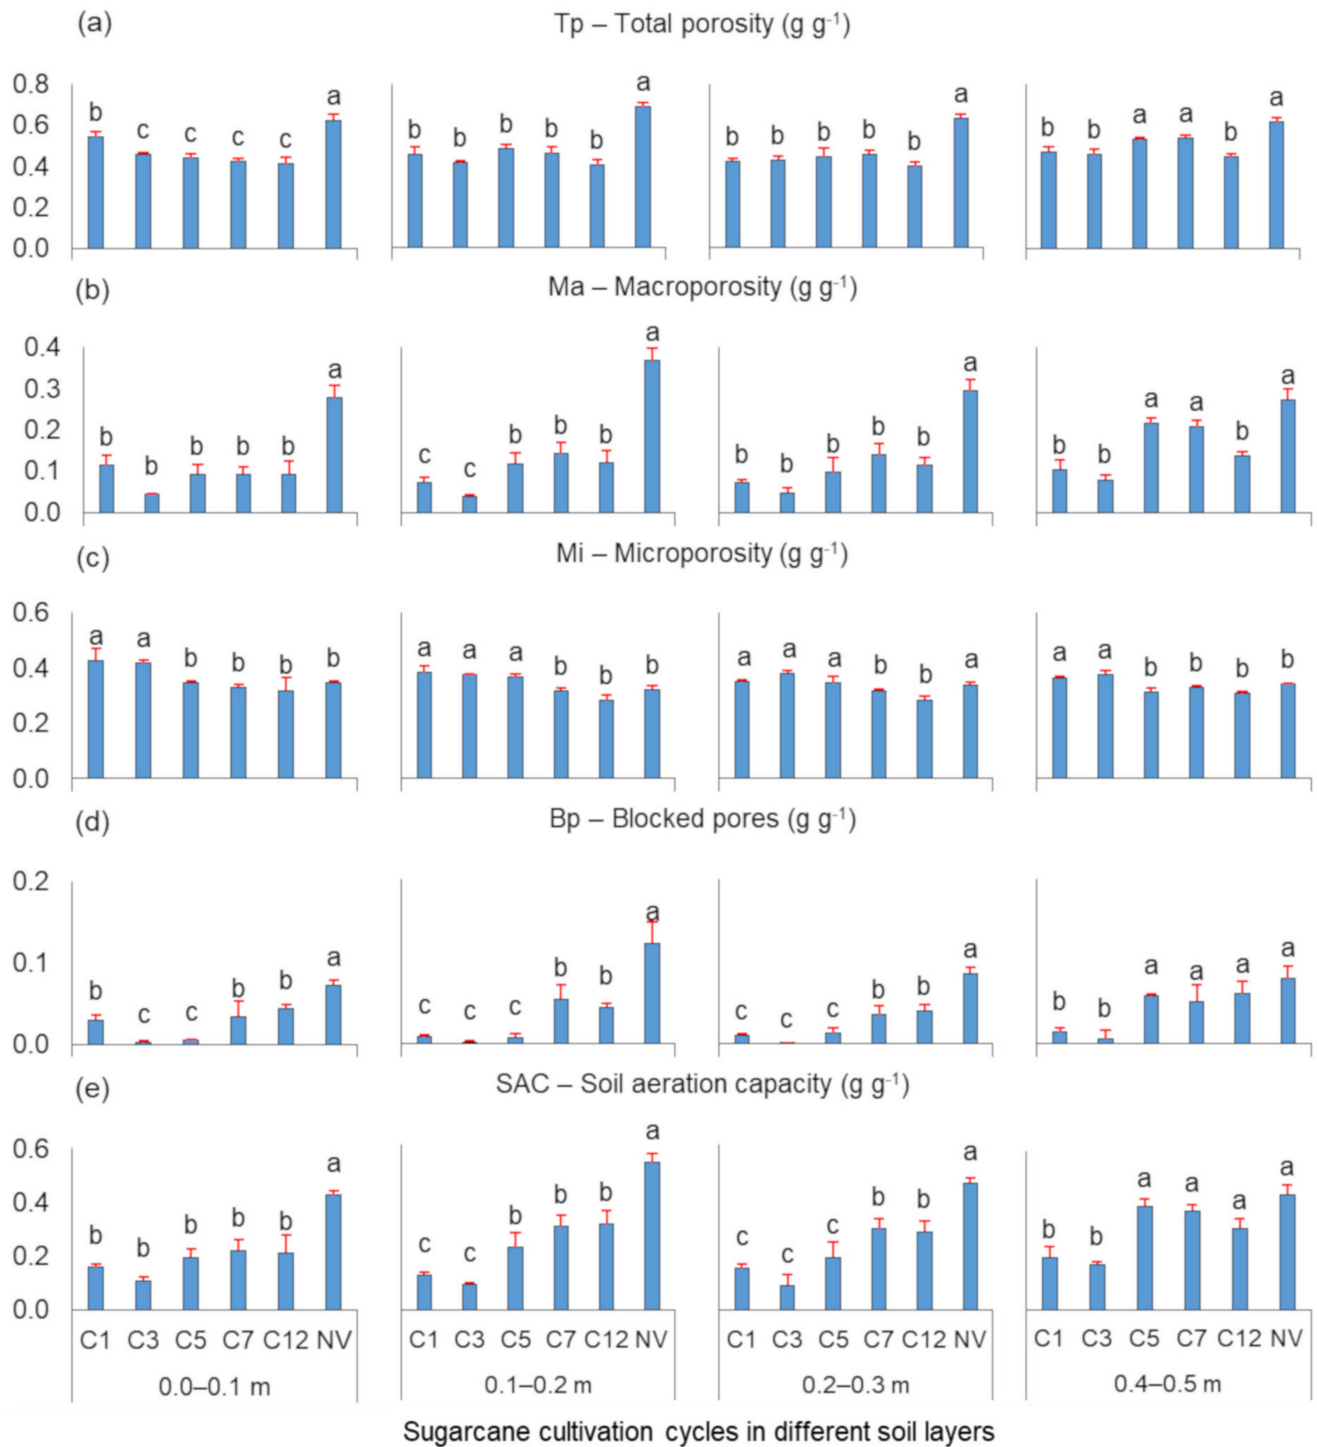 (a)
Tp – Total porosity (g g⁻¹)
0.8
0.6
0.4
0.2
0.0
b c c c c a
b b b b b a
b b b b b a
b b a a b a
(b)
Ma – Macroporosity (g g⁻¹)
0.4
0.3
0.2
0.1
0.0
b b b b b a
c c b b b a
b b b b b a
b b a a b a
(c)
Mi – Microporosity (g g⁻¹)
0.6
0.4
0.2
0.0
a a b b b b
a a a b b b
a a a b b a
a a b b b b
(d)
Bp – Blocked pores (g g⁻¹)
0.2
0.1
0.0
b c c b b a
c c c b b a
c c c b b a
b b a a a a
(e)
SAC – Soil aeration capacity (g g⁻¹)
0.6
0.4
0.2
0.0
b b b b b a
c c b b b a
c c c b b a
b b a a a a
C1 C3 C5 C7 C12 NV
C1 C3 C5 C7 C12 NV
C1 C3 C5 C7 C12 NV
C1 C3 C5 C7 C12 NV
0.0–0.1 m
0.1–0.2 m
0.2–0.3 m
0.4–0.5 m
Sugarcane cultivation cycles in different soil layers